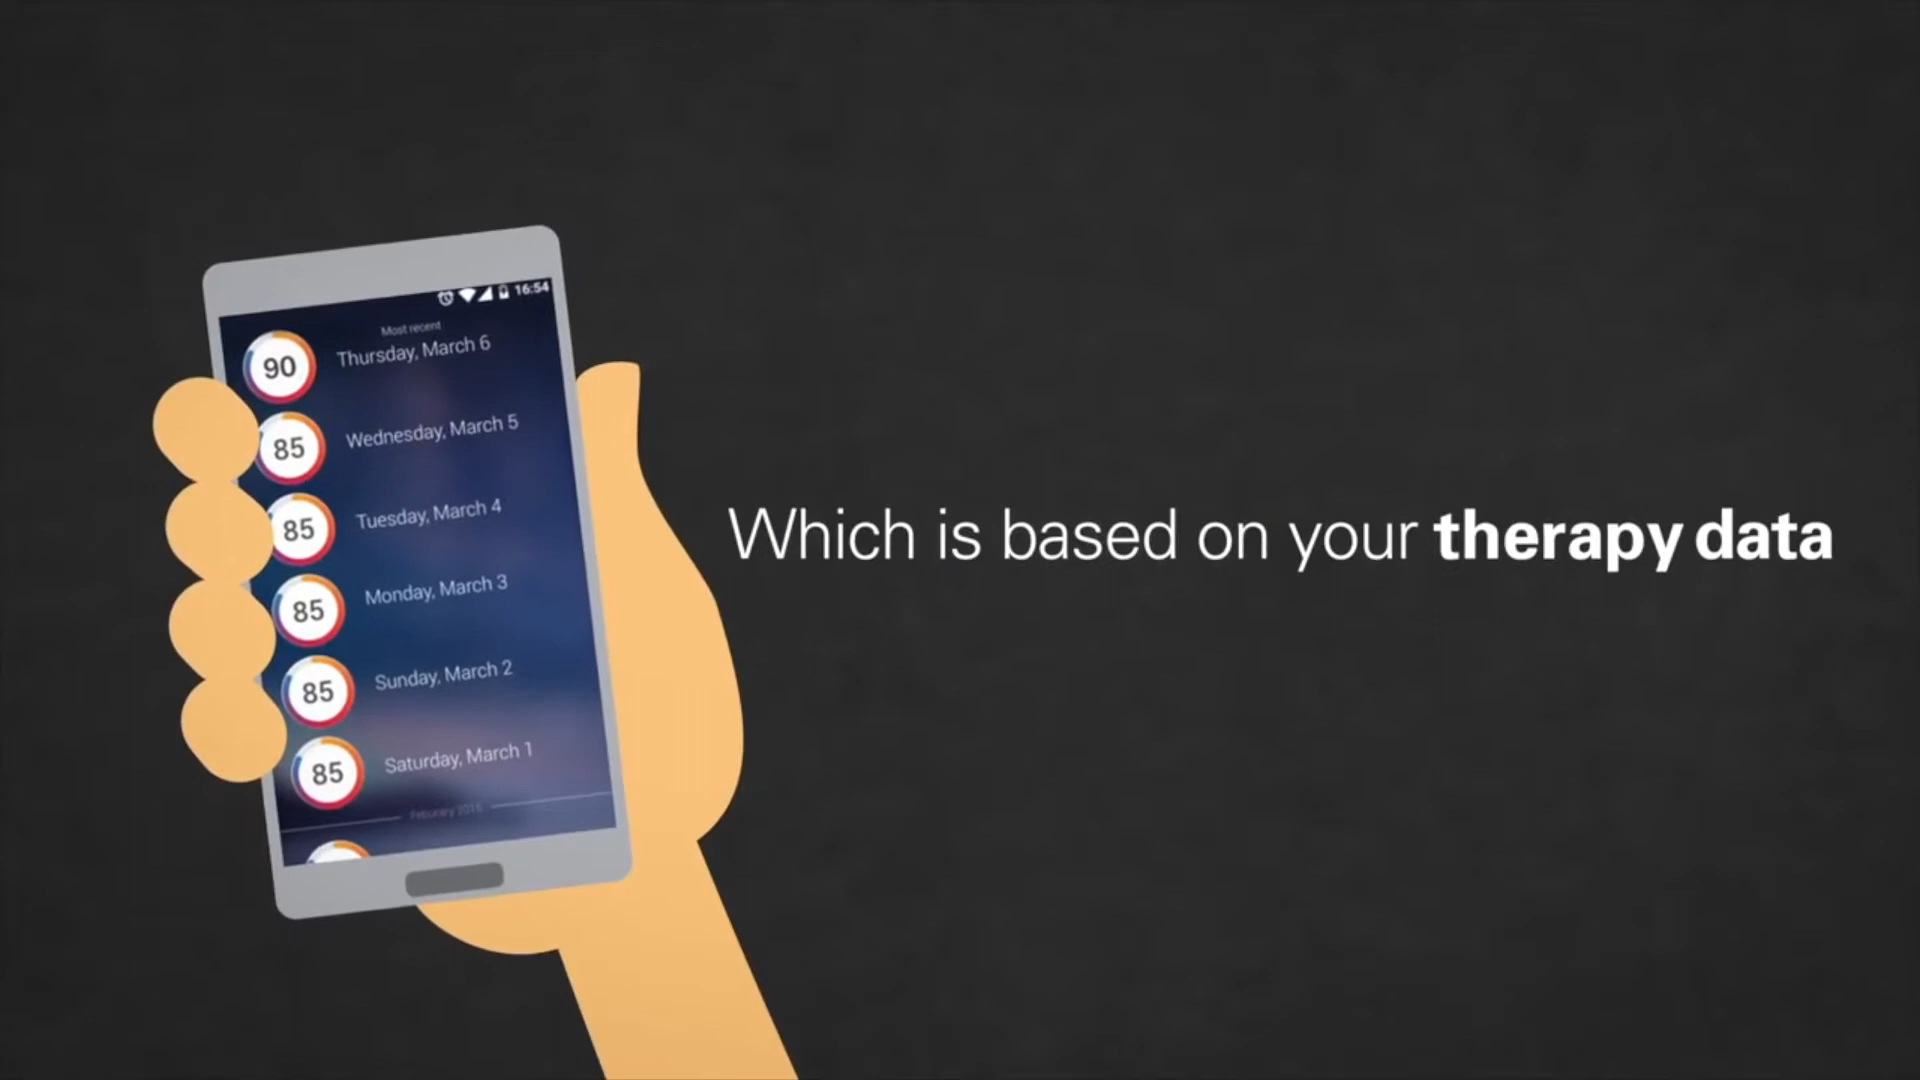 16:54
Most recent
90
Thursday, March 6
85
Wednesday, March 5
85
Tuesday, March 4
85
Monday, March 3
85
Sunday, March 2
85
Saturday, March 1
Which is based on your therapy data